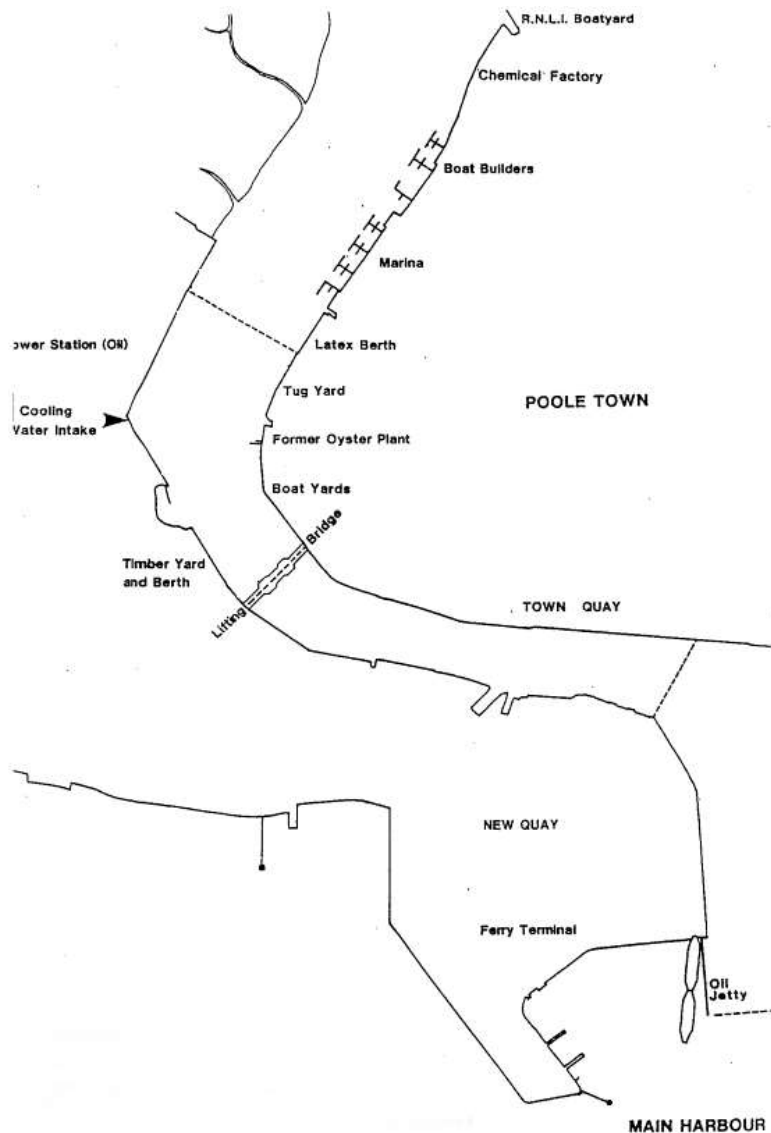 R.N.L.I. Boatyard
Chemical Factory
Boat Builders
Marina
ower Station (Oil)
Latex Berth
Tug Yard
POOLE TOWN
Cooling
Water Intake
Former Oyster Plant
Boat Yards
Bridge
Timber Yard
and Berth
Lifting
TOWN QUAY
NEW QUAY
Ferry Terminal
Oil
Jetty
MAIN HARBOUR